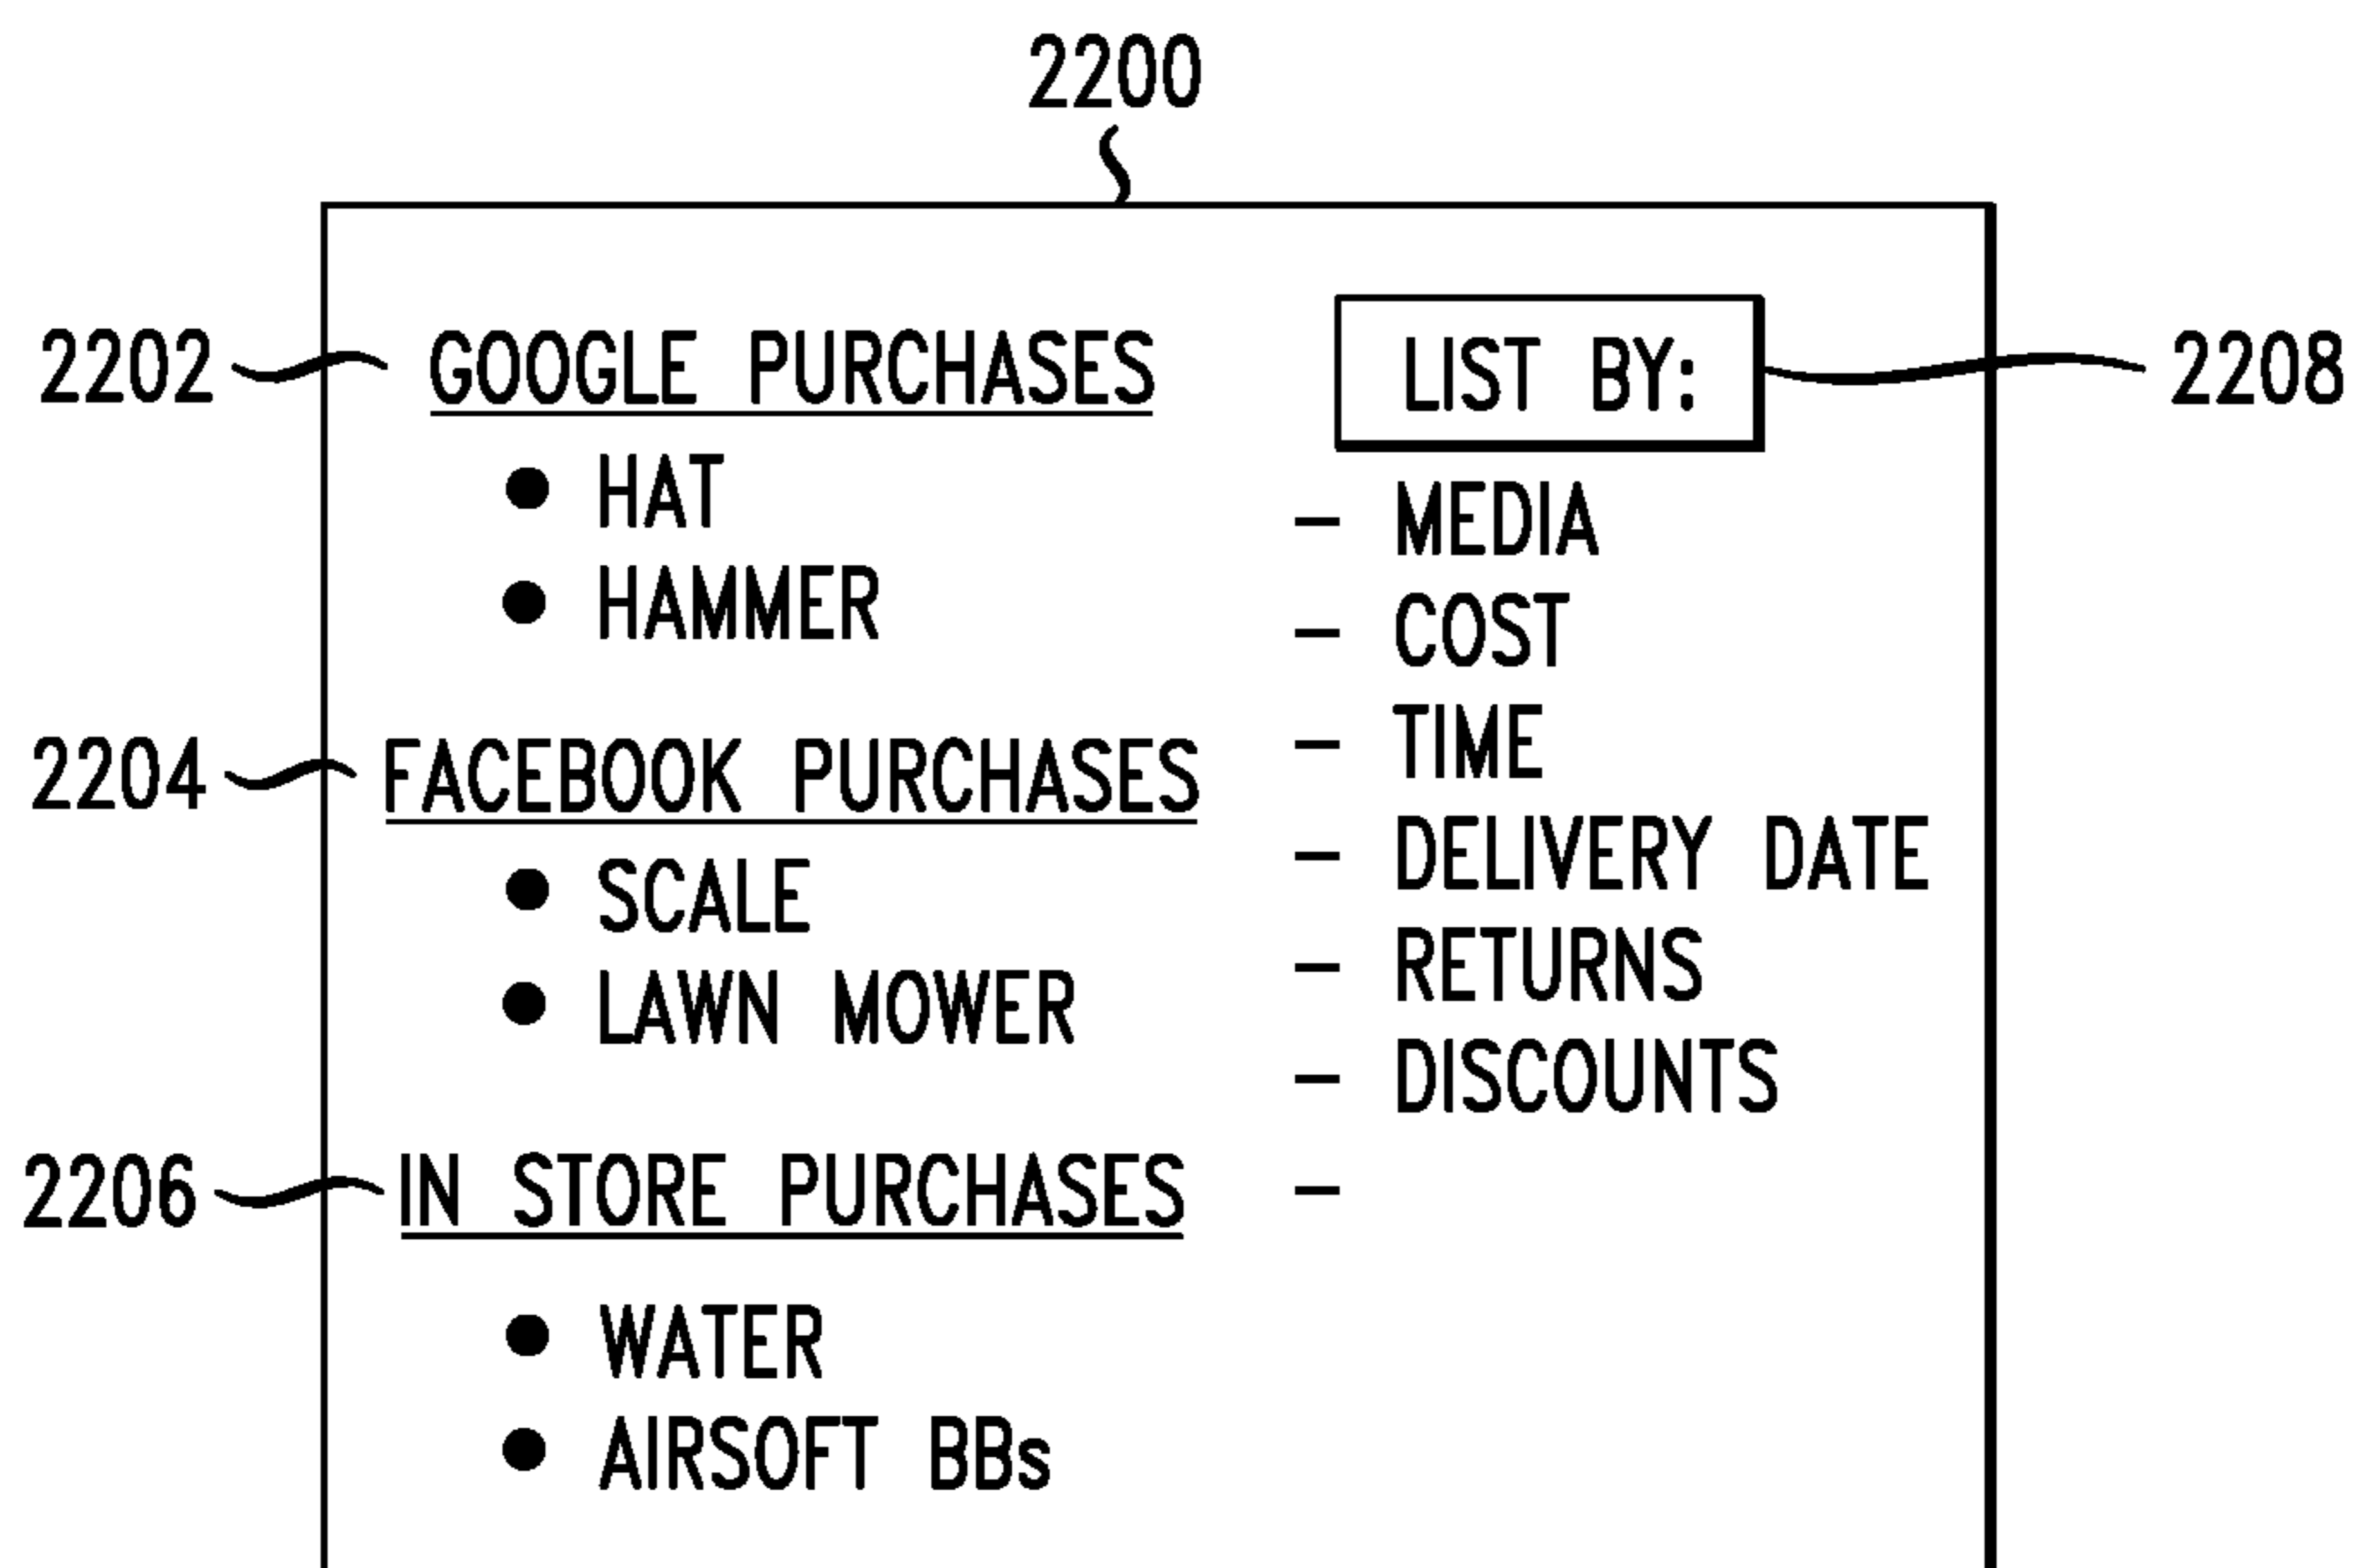 2200
2202
GOOGLE PURCHASES
● HAT
● HAMMER
2204
FACEBOOK PURCHASES
● SCALE
● LAWN MOWER
2206
IN STORE PURCHASES
● WATER
● AIRSOFT BBs
LIST BY:
2208
– MEDIA
– COST
– TIME
– DELIVERY DATE
– RETURNS
– DISCOUNTS
–